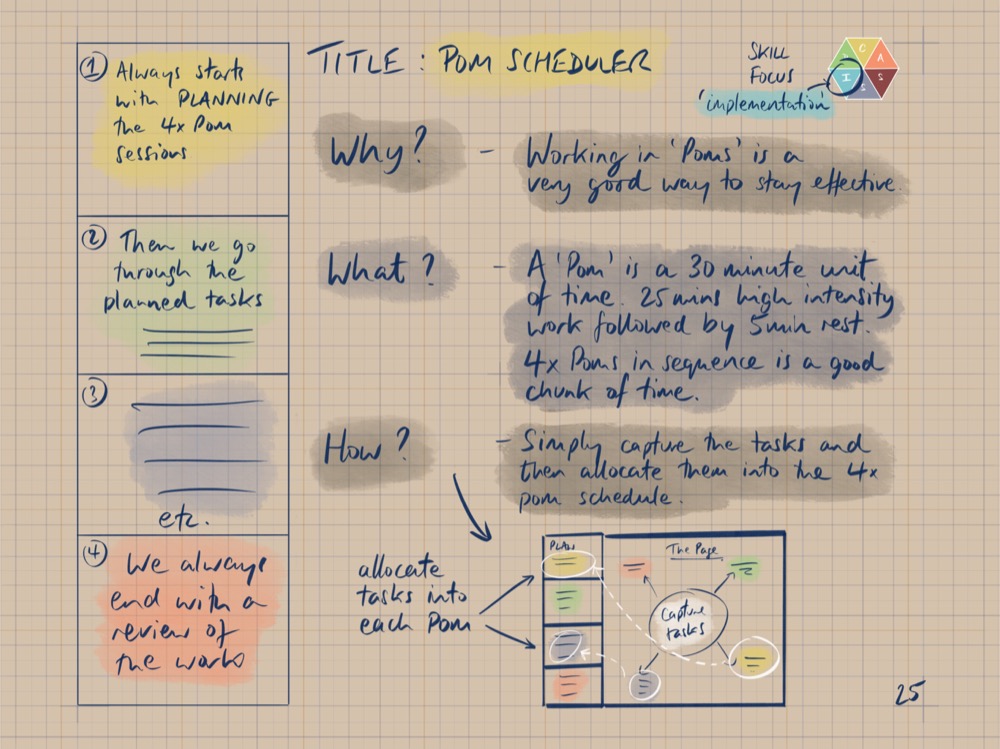 TITLE: POM SCHEDULER
SKILL
FOCUS
'implementation'
C
A
S
S
I
D
① Always starts
with PLANNING
the 4x Pom
sessions
② Then we go
through the
planned tasks
③
etc.
④ We always
end with a
review of
the work
Why? - Working in 'Poms' is a
very good way to stay effective.
What? - A 'Pom' is a 30 minute unit
of time. 25 mins high intensity
work followed by 5min rest.
4x Poms in sequence is a good
chunk of time.
How? - Simply capture the tasks and
then allocate them into the 4x
pom schedule.
allocate
tasks into
each Pom
PLAN
The Page
Capture
tasks
25